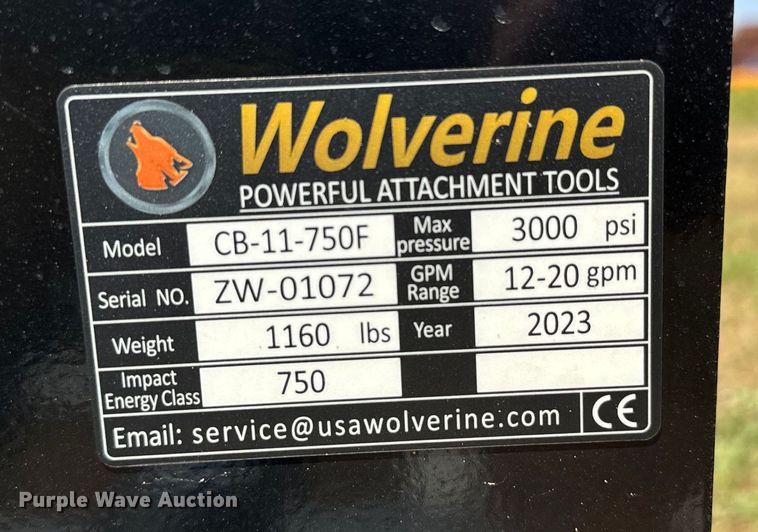 Wolverine
POWERFUL ATTACHMENT TOOLS
Model CB-11-750F Max pressure 3000 psi
Serial NO. ZW-01072 GPM Range 12-20 gpm
Weight 1160 lbs Year 2023
Impact Energy Class 750
Email: service@usawolverine.com CE
Purple Wave Auction